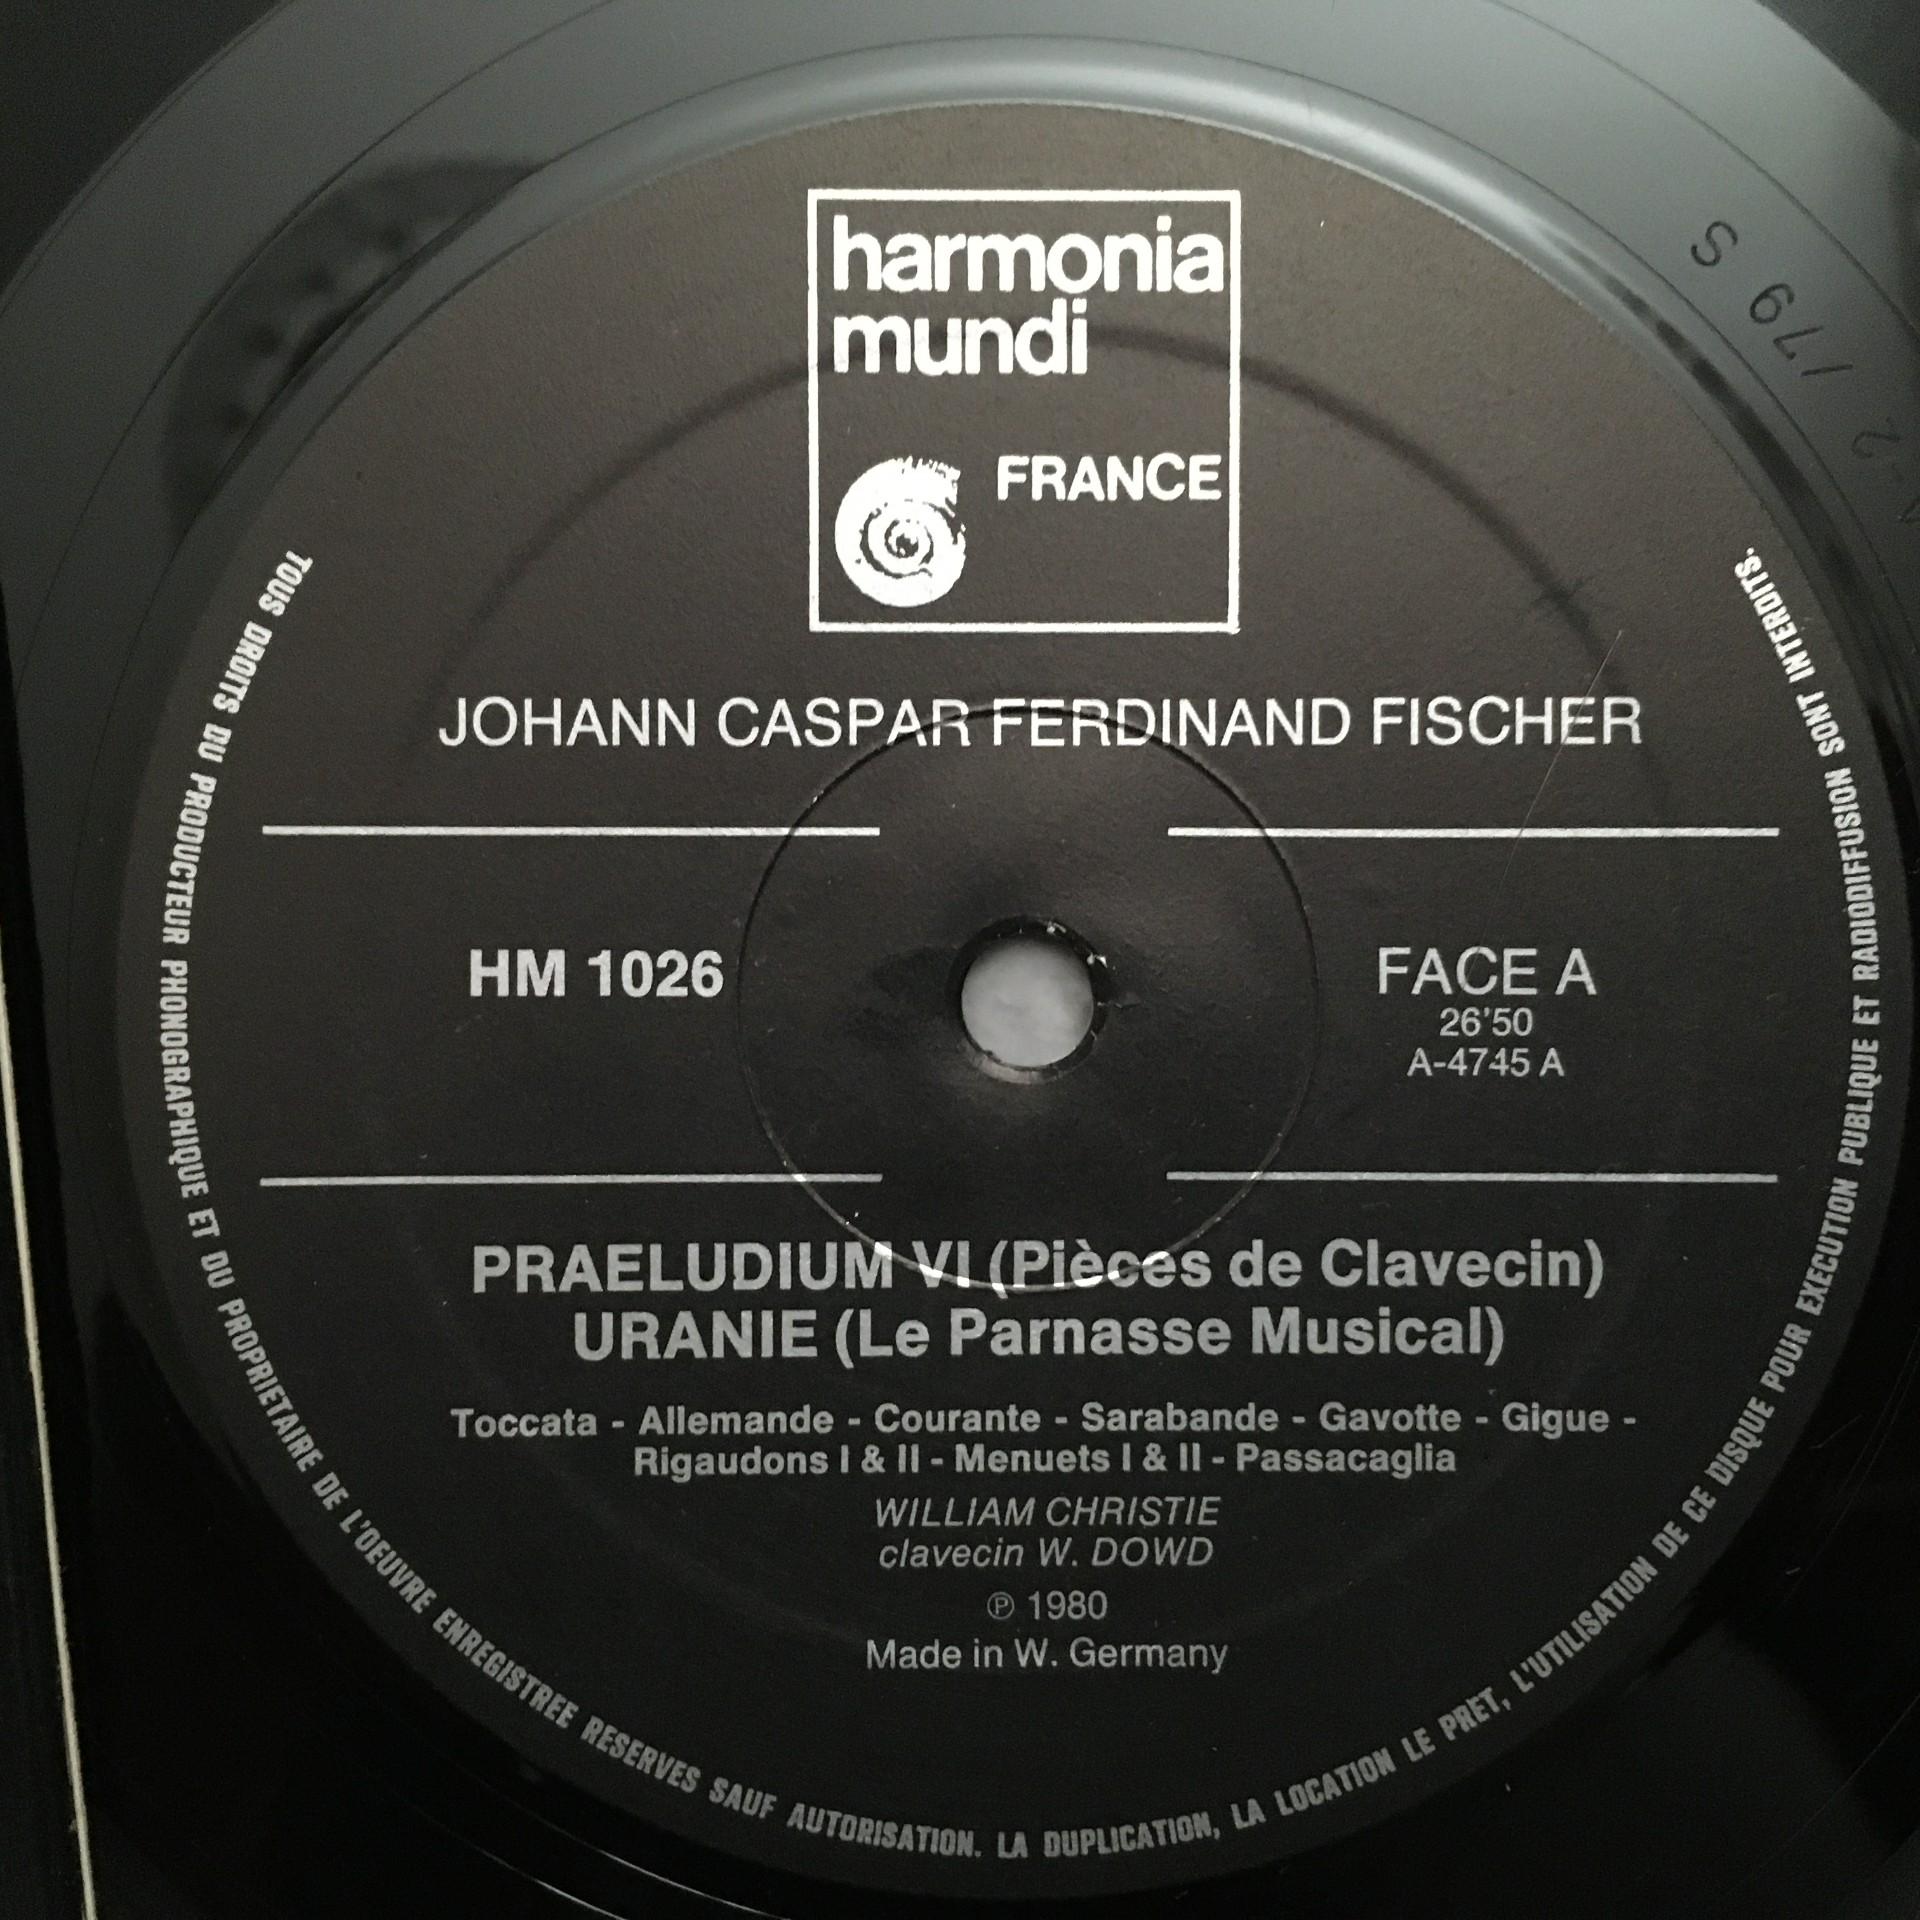 harmonia
mundi
FRANCE
JOHANN CASPAR FERDINAND FISCHER
HM 1026
FACE A
26'50
A-4745 A
PRAELUDIUM VI (Pièces de Clavecin)
URANIE (Le Parnasse Musical)
Toccata - Allemande - Courante - Sarabande - Gavotte - Gigue -
Rigaudons I & II - Menuets I & II - Passacaglia
WILLIAM CHRISTIE
clavecin W. DOWD
℗ 1980
Made in W. Germany
TOUS DROITS DU PRODUCTEUR PHONOGRAPHIQUE ET DU PROPRIETAIRE DE L'OEUVRE ENREGISTREE RESERVES SAUF AUTORISATION. LA DUPLICATION, LA LOCATION LE PRET, L'UTILISATION DE CE DISQUE POUR EXECUTION PUBLIQUE ET RADIODIFFUSION SONT INTERDITS.